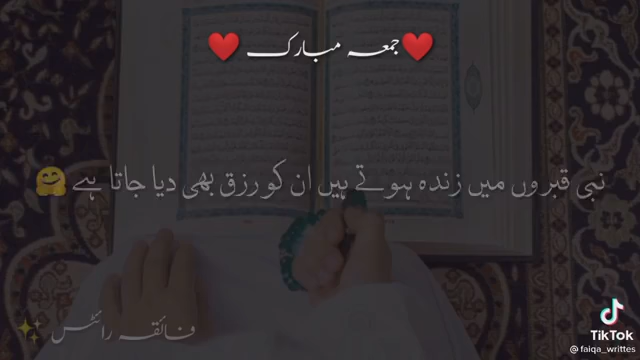 ❤️جمعہ مبارک ❤️
نبی قبروں میں زندہ ہوتے ہیں ان کو رزق بھی دیا جاتا ہے 🤗
فائقہ رائٹس ✨
TikTok
@ faiqa_writtes